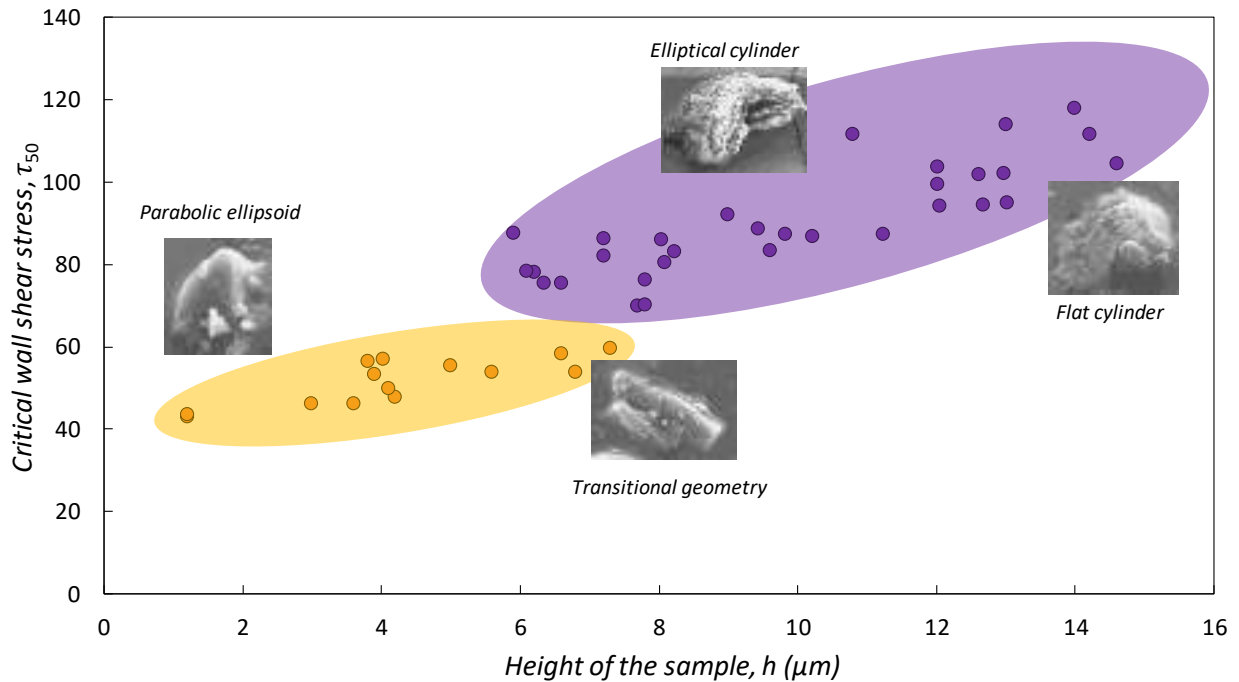 140
120
100
80
60
40
20
0
Critical wall shear stress, τ50
Elliptical cylinder
Parabolic ellipsoid
Flat cylinder
Transitional geometry
0 2 4 6 8 10 12 14 16
Height of the sample, h (μm)